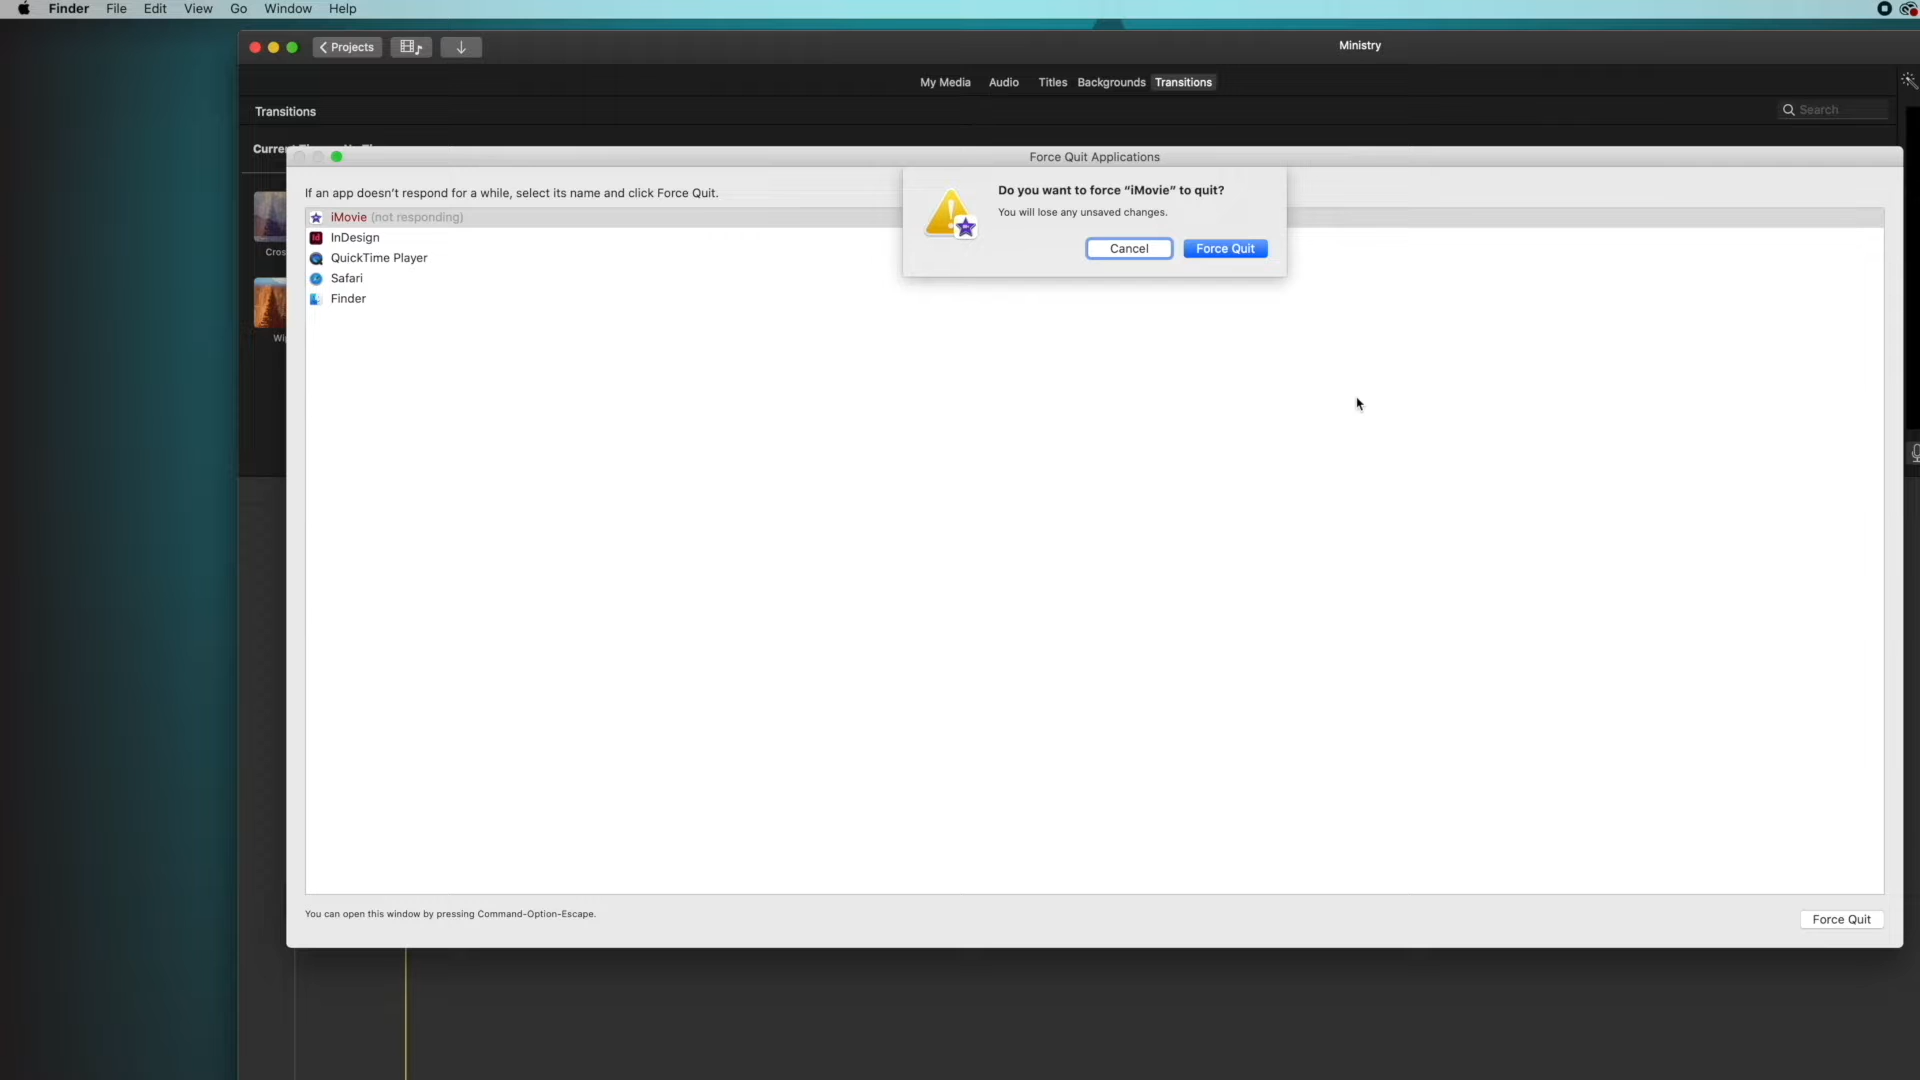 Finder File Edit View Go Window Help
Projects
Ministry
My Media Audio Titles Backgrounds Transitions
Transitions
Search
Force Quit Applications
If an app doesn't respond for a while, select its name and click Force Quit.
Do you want to force “iMovie” to quit?
You will lose any unsaved changes.
Cancel Force Quit
iMovie (not responding)
InDesign
QuickTime Player
Safari
Finder
You can open this window by pressing Command-Option-Escape.
Force Quit